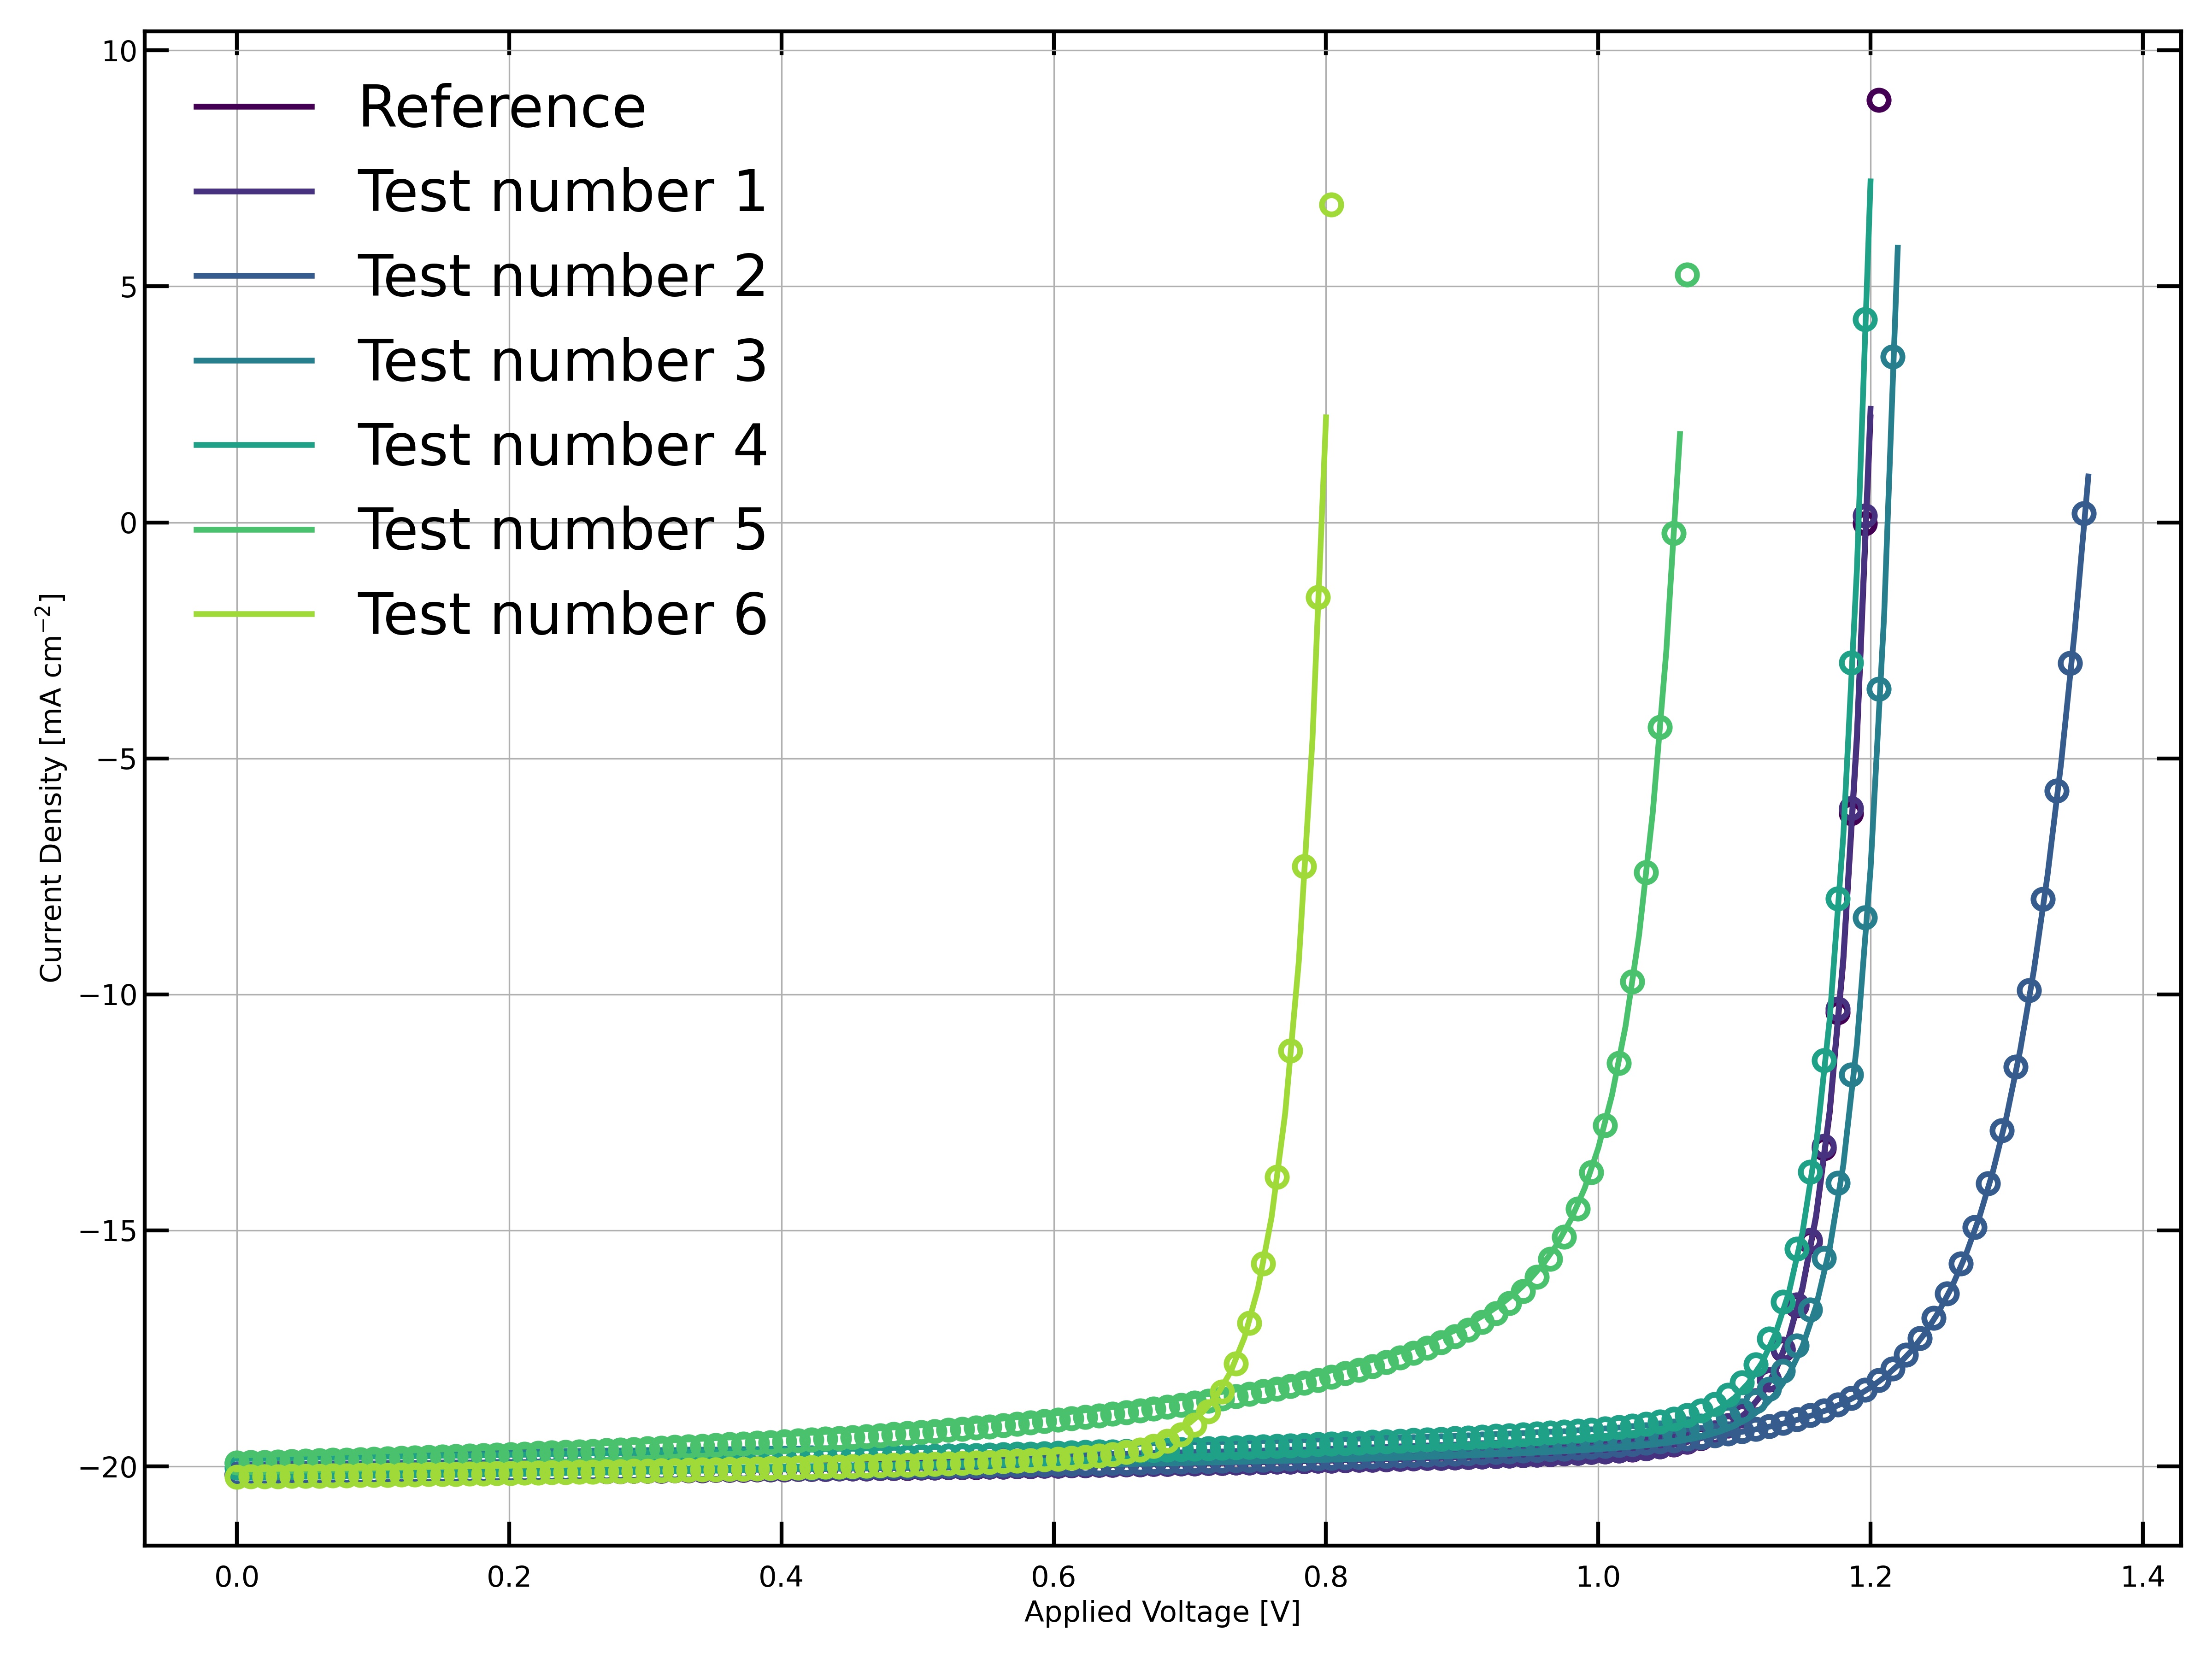 10
5
0
−5
−10
−15
−20
Current Density [mA cm⁻²]
Reference
Test number 1
Test number 2
Test number 3
Test number 4
Test number 5
Test number 6
0.0 0.2 0.4 0.6 0.8 1.0 1.2 1.4
Applied Voltage [V]